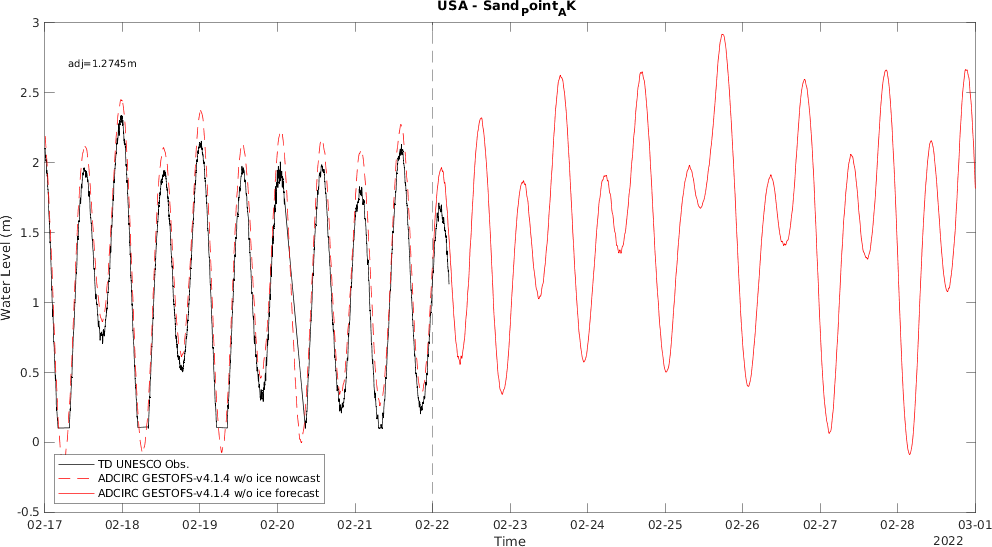 USA - Sand_Point_AK
adj=1.2745m
Water Level (m)
3
2.5
2
1.5
1
0.5
0
-0.5
TD UNESCO Obs.
ADCIRC GESTOFS-v4.1.4 w/o ice nowcast
ADCIRC GESTOFS-v4.1.4 w/o ice forecast
02-17 02-18 02-19 02-20 02-21 02-22 02-23 02-24 02-25 02-26 02-27 02-28 03-01
Time
2022